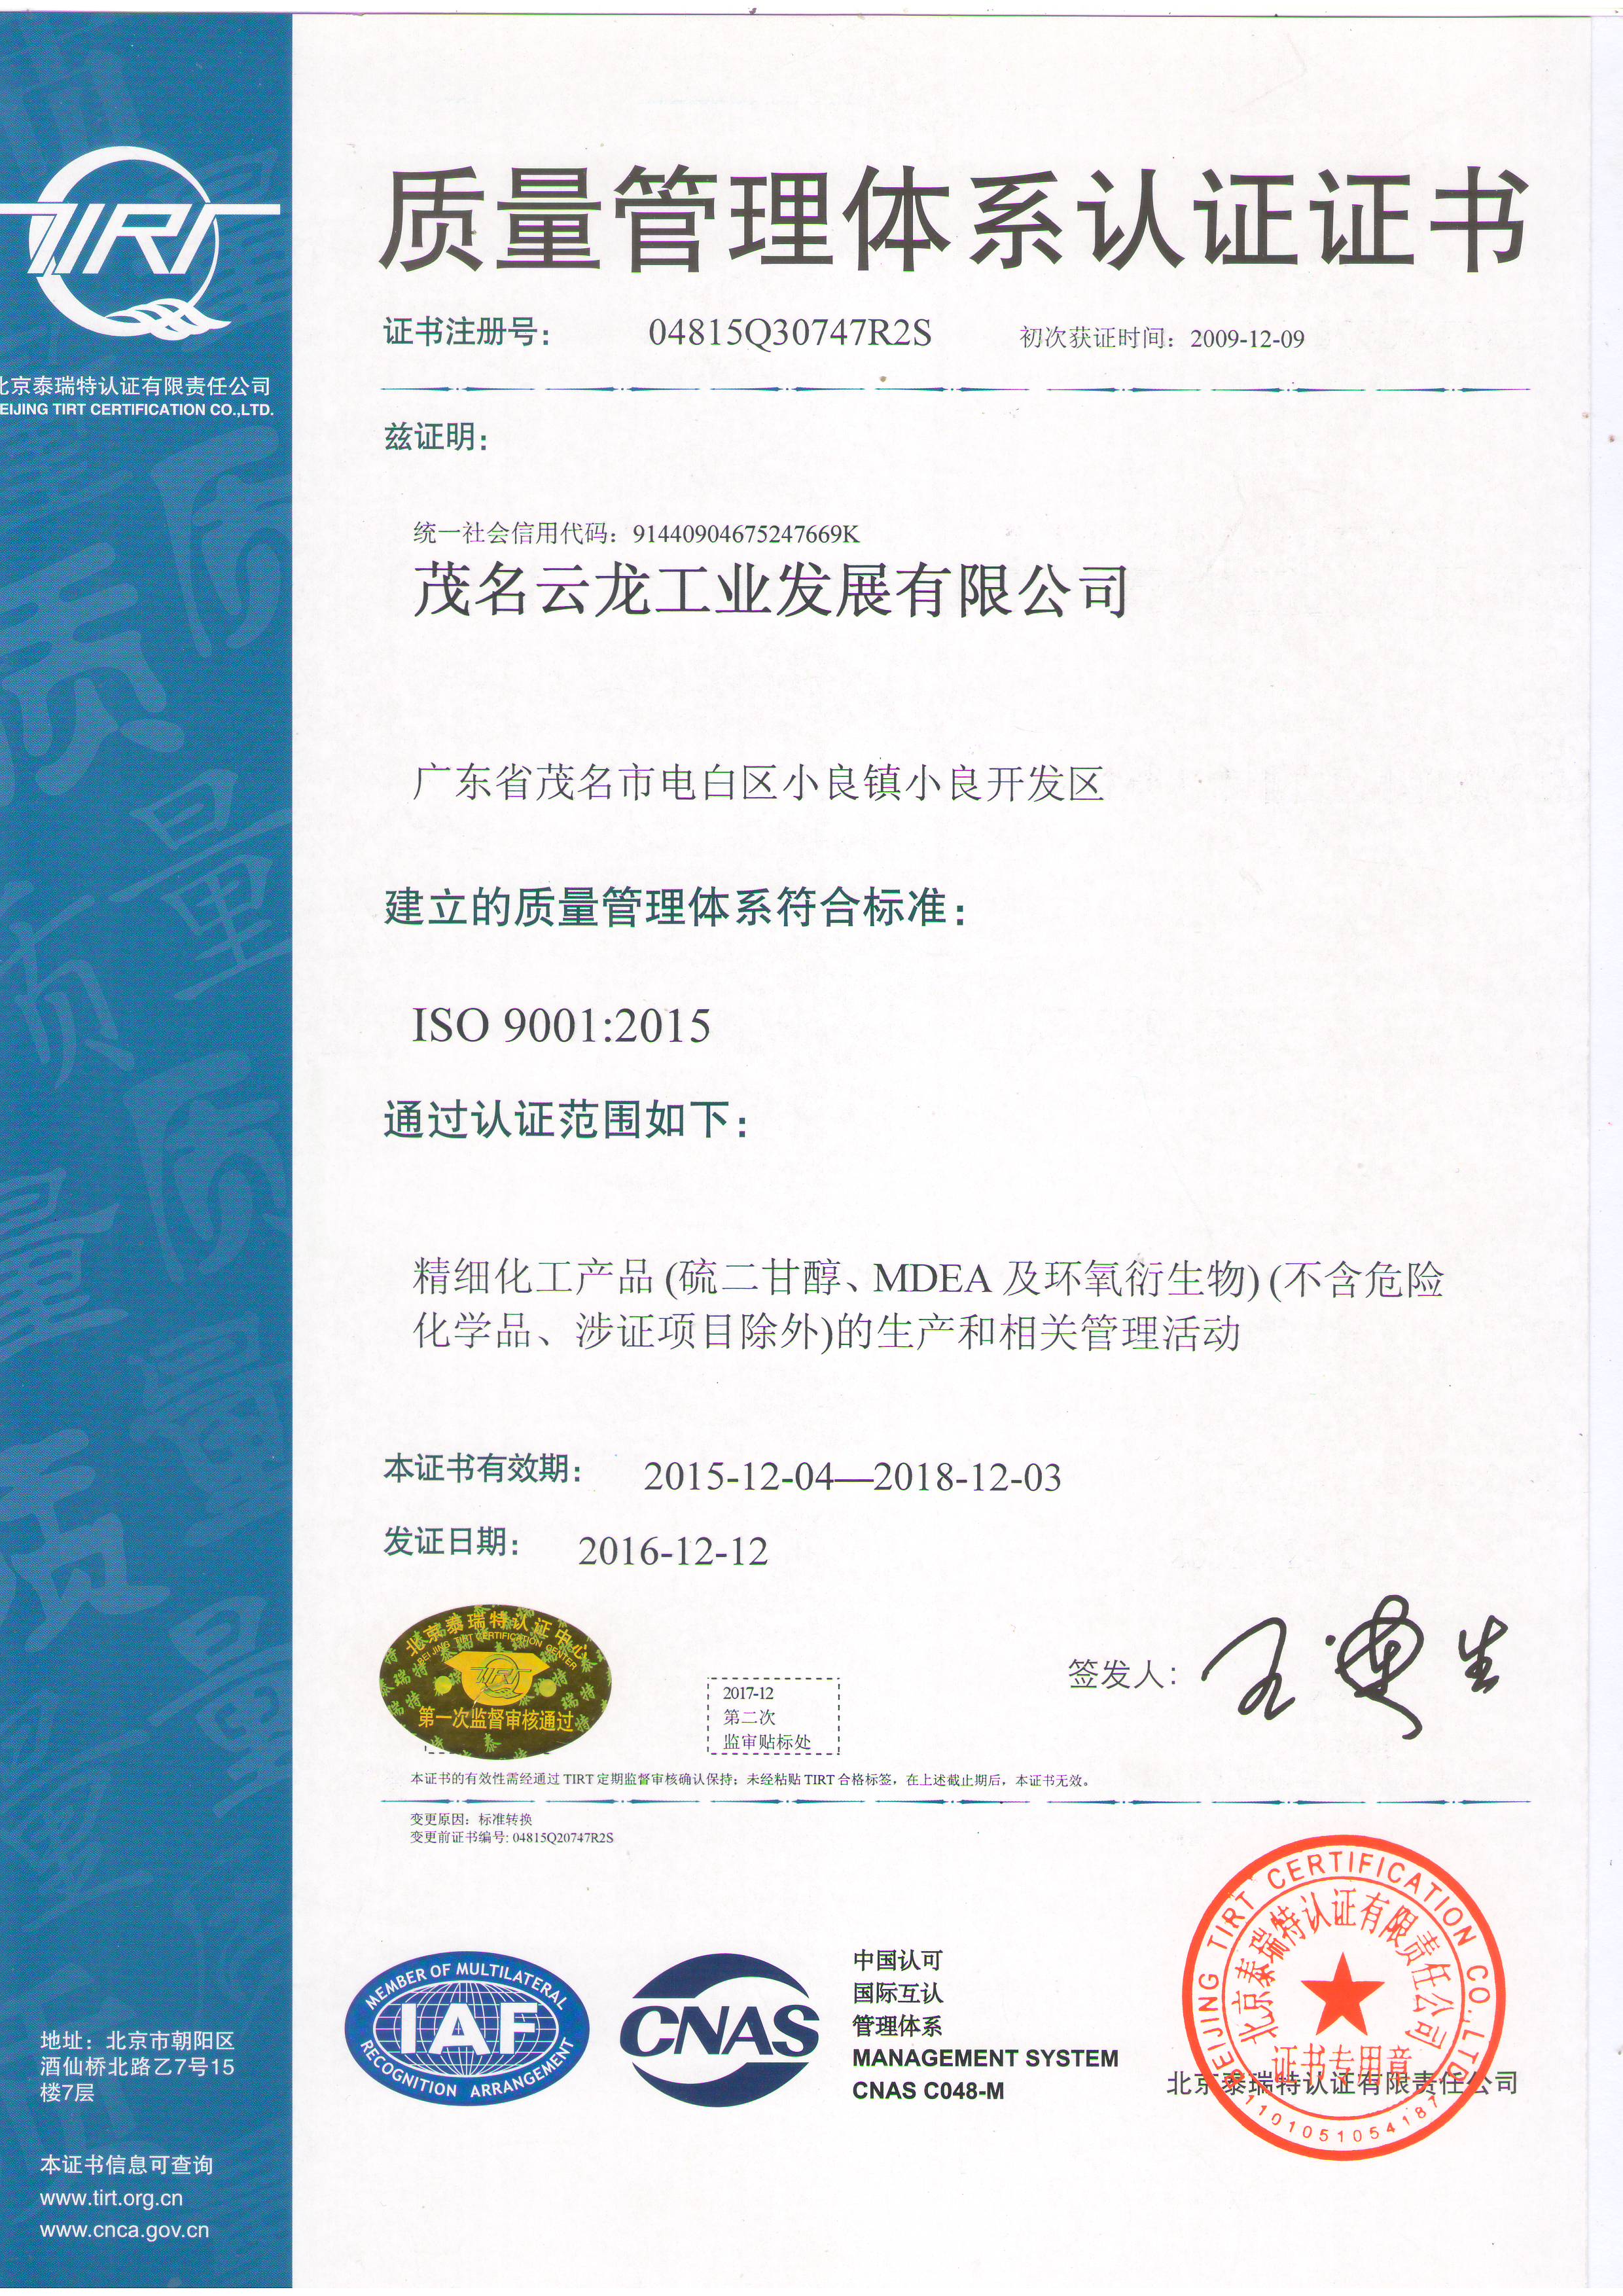 TIRT
北京泰瑞特认证有限责任公司
EIJING TIRT CERTIFICATION CO.,LTD.
质量管理体系认证证书
证书注册号： 04815Q30747R2S 初次获证时间：2009-12-09
兹证明：
统一社会信用代码：91440904675247669K
茂名云龙工业发展有限公司
广东省茂名市电白区小良镇小良开发区
建立的质量管理体系符合标准：
ISO 9001:2015
通过认证范围如下：
精细化工产品 (硫二甘醇、MDEA 及环氧衍生物) (不含危险
化学品、涉证项目除外)的生产和相关管理活动
本证书有效期： 2015-12-04—2018-12-03
发证日期： 2016-12-12
北京泰瑞特认证中心
BEIJING TIRT CERTIFICATION CENTER
TIRT
第一次监督审核通过
2017-12
第二次
监审贴标处
签发人：
本证书的有效性需经通过 TIRT 定期监督审核确认保持；未经粘贴 TIRT 合格标签，在上述截止期后，本证书无效。
变更原因：标准转换
变更前证书编号: 04815Q20747R2S
MEMBER OF MULTILATERAL
IAF
RECOGNITION ARRANGEMENT
CNAS
中国认可
国际互认
管理体系
MANAGEMENT SYSTEM
CNAS C048-M
BEIJING TIRT CERTIFICATION CO.,LTD
北京泰瑞特认证有限责任公司
证书专用章
1101051054187
北京泰瑞特认证有限责任公司
地址：北京市朝阳区
酒仙桥北路乙7号15
楼7层
本证书信息可查询
www.tirt.org.cn
www.cnca.gov.cn